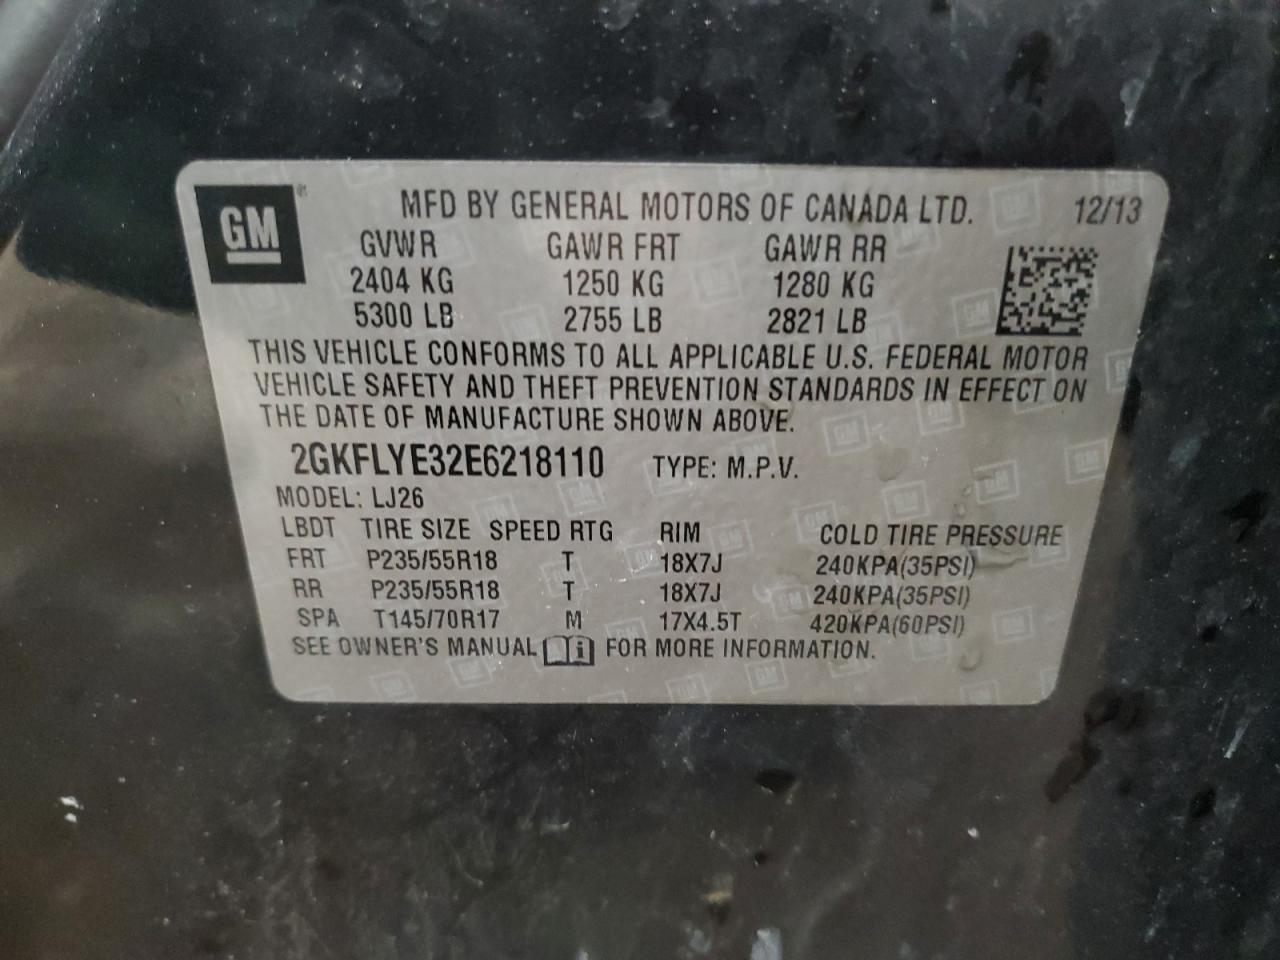 GM
MFD BY GENERAL MOTORS OF CANADA LTD. 12/13
GVWR GAWR FRT GAWR RR
2404 KG 1250 KG 1280 KG
5300 LB 2755 LB 2821 LB
THIS VEHICLE CONFORMS TO ALL APPLICABLE U.S. FEDERAL MOTOR
VEHICLE SAFETY AND THEFT PREVENTION STANDARDS IN EFFECT ON
THE DATE OF MANUFACTURE SHOWN ABOVE.
2GKFLYE32E6218110 TYPE: M.P.V.
MODEL: LJ26
LBDT TIRE SIZE SPEED RTG RIM COLD TIRE PRESSURE
FRT P235/55R18 T 18X7J 240KPA(35PSI)
RR P235/55R18 T 18X7J 240KPA(35PSI)
SPA T145/70R17 M 17X4.5T 420KPA(60PSI)
SEE OWNER'S MANUAL FOR MORE INFORMATION.